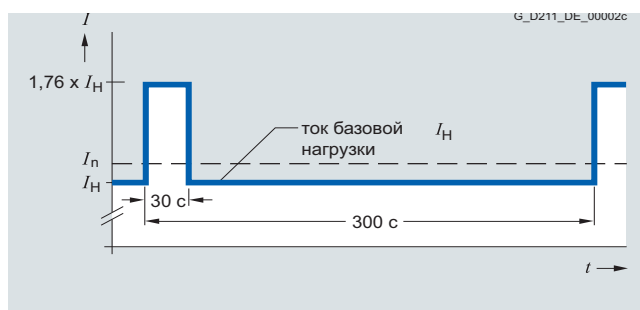 G_D211_DE_00002c
I
1,76 x IH
ток базовой IH
нагрузки
In
IH
30 с
300 с
t